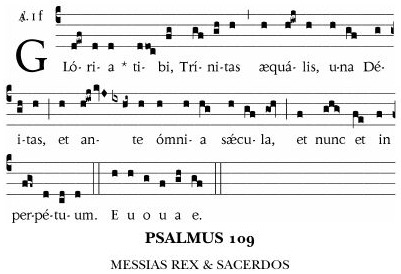 ℟. 1 f
GLó- ri- a * ti- bi, Trí- ni- tas æquá- lis, u-na Dé-
i-tas, et an- te ómni- a sǽcu-la, et nunc et in
per-pé-tu-um. E u o u a e.
PSALMUS 109
MESSIAS REX & SACERDOS